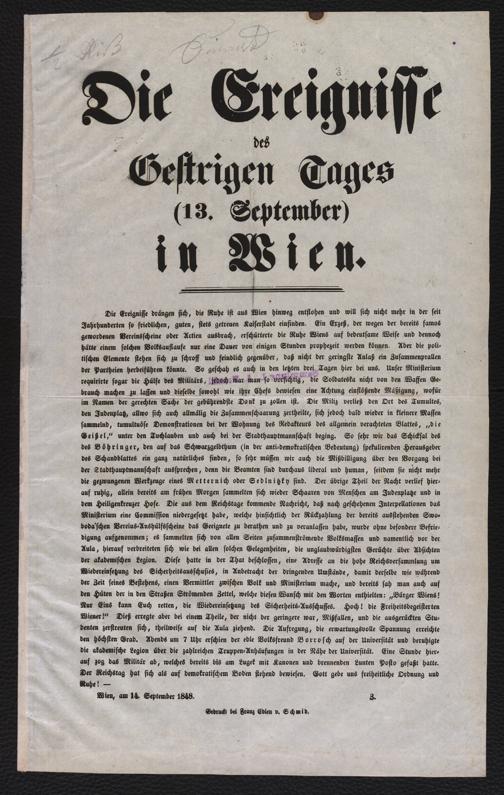 Die Ereignisse
des
Gestrigen Tages
(13. September)
in Wien.
Die Ereignisse drängen sich, die Ruhe ist aus Wien hinweg entflohen und will sich nicht mehr in der seit
Jahrhunderten so friedlichen, guten, stets getreuen Kaiserstadt einfinden. Ein Exzeß, der wegen der bereits famos
gewordenen Vereinsscheine oder Actien ausbrach, erschütterte die Ruhe Wiens auf bedeutsame Weise und dennoch
hätte einem solchen Volksauflaufe nur eine Dauer von einigen Stunden prophezeit werden können. Aber die poli-
tischen Elemente stehen sich zu schroff und feindlich gegenüber, daß nicht der geringste Anlaß ein Zusammenprallen
der Partheien herbeiführen könnte. So geschah es auch in den letzten drei Tagen hier bei uns. Unser Ministerium
requirirte sogar die Hülfe des Militärs, jedoch war man so vorsichtig, die Soldateska nicht von den Waffen Ge-
brauch machen zu lassen und dieselbe sowohl wie ihre Chefs bewiesen eine Achtung einflößende Mäßigung, wofür
im Namen der gerechten Sache der gebührendste Dank zu zollen ist. Die Miliz verließ den Ort des Tumultes,
den Judenplatz, allwo sich auch allmälig die Zusammenschaarung zertheilte, sich jedoch bald wieder in kleinere Massen
sammelnd, tumultuöse Demonstrationen bei der Wohnung des Redakteurs des allgemein verachteten Blattes, „die
Geißel," unter den Tuchlauben und auch bei der Stadthauptmannschaft beging. So sehr wir das Schicksal des
des Böhringer, den auf das Schwarzgelbthum (in der anti-demokratischen Bedeutung) spekulirenden Herausgeber
des Schandblattes ein ganz natürliches finden, so sehr müssen wir auch die Mißbilligung über den Vorgang bei
der Stadthauptmannschaft aussprechen, denn die Beamten sind durchaus liberal und human, seitdem sie nicht mehr
die gezwungenen Werkzeuge eines Metternich oder Sedlnitzky sind. Der übrige Theil der Nacht verlief hier-
auf ruhig, allein bereits am frühen Morgen sammelten sich wieder Schaaren von Menschen am Judenplatze und in
dem Heiligenkreuzer Hofe. Die aus dem Reichstage kommende Nachricht, daß nach geschehenen Interpellationen das
Ministerium eine Commission niedergesetzt habe, welche hinsichtlich der Rückzahlung der bereits ausstehenden Swo-
boda'schen Vereins-Aushülfsscheine das Geeignete zu berathen und zu veranlassen habe, wurde ohne besondere Befrie-
digung aufgenommen; es sammelten sich von allen Seiten zusammenströmende Volksmassen und namentlich vor der
Aula, hierauf verbreiteten sich wie bei allen solchen Gelegenheiten, die unglaubwürdigsten Gerüchte über Absichten
der akademischen Legion. Diese hatte in der That beschlossen, eine Adresse an die hohe Reichsversammlung um
Wiedereinsetzung des Sicherheitsausschusses, in Anbetracht der dringenden Umstände, damit derselbe wie während
der Zeit seines Bestehens, einen Vermittler zwischen Volk und Ministerium mache, und bereits sah man auch auf
den Hüten der in den Straßen Strömenden Zettel, welche diesen Wunsch mit den Worten enthielten: „Bürger Wiens!
Nur Eins kann Euch retten, die Wiedereinsetzung des Sicherheits-Ausschusses. Hoch! die Freiheitsbegeisterten
Wiener!" Dieß erregte aber bei einem Theile, der nicht der geringere war, Mißfallen, und die ausgerückten Stu-
denten zerstreuten sich, theilweise auf die Aula ziehend. Die Aufregung, die erwartungsvolle Spannung erreichte
den höchsten Grad. Abends um 7 Uhr erschien der edle Volksfreund Borrosch auf der Universität und beruhigte
die akademische Legion über die zahlreichen Truppen-Anhäufungen in der Nähe der Universität. Eine Stunde hier-
auf zog das Militär ab, welches bereits bis am Lugek mit Kanonen und brennenden Lunten Posto gefaßt hatte.
Der Reichstag hat sich als auf demokratischem Boden stehend bewiesen. Gott gebe uns freiheitliche Ordnung und
Ruhe! —
Wien, am 14. September 1848. 3.
Gedruckt bei Franz Edlen v. Schmid.